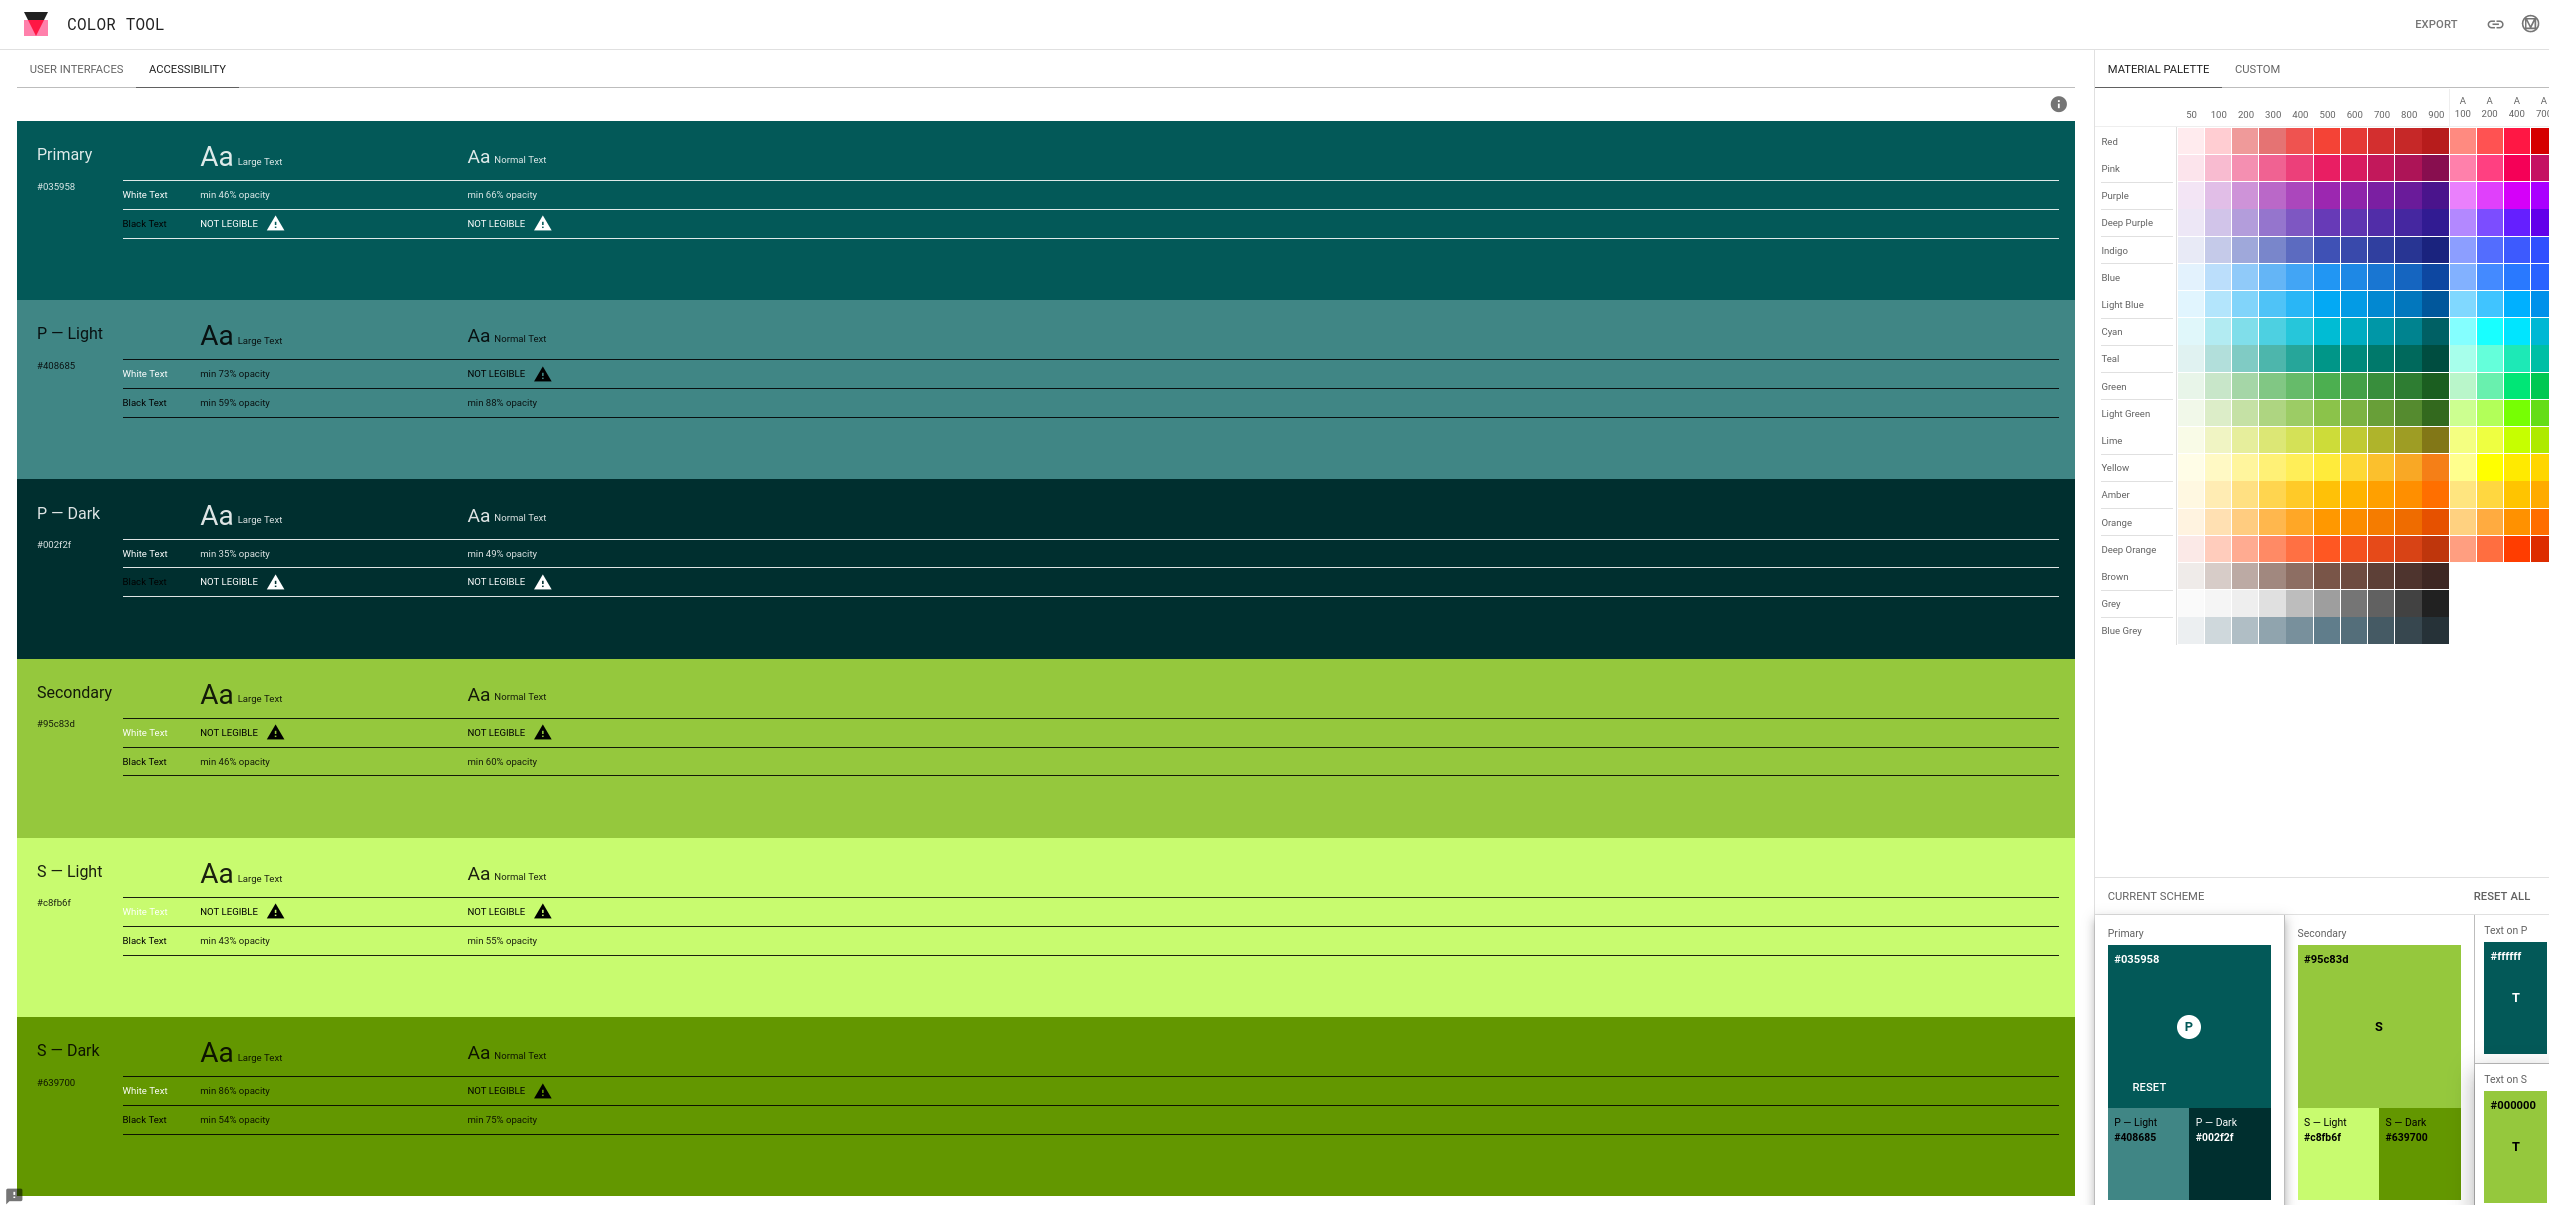 COLOR TOOL
EXPORT
USER INTERFACES ACCESSIBILITY
Primary
#035958
Aa Large Text Aa Normal Text
White Text min 46% opacity min 66% opacity
Black Text NOT LEGIBLE NOT LEGIBLE
P — Light
#408685
Aa Large Text Aa Normal Text
White Text min 73% opacity NOT LEGIBLE
Black Text min 59% opacity min 88% opacity
P — Dark
#002f2f
Aa Large Text Aa Normal Text
White Text min 35% opacity min 49% opacity
Black Text NOT LEGIBLE NOT LEGIBLE
Secondary
#95c83d
Aa Large Text Aa Normal Text
White Text NOT LEGIBLE NOT LEGIBLE
Black Text min 46% opacity min 60% opacity
S — Light
#c8fb6f
Aa Large Text Aa Normal Text
White Text NOT LEGIBLE NOT LEGIBLE
Black Text min 43% opacity min 55% opacity
S — Dark
#639700
Aa Large Text Aa Normal Text
White Text min 86% opacity NOT LEGIBLE
Black Text min 54% opacity min 75% opacity
MATERIAL PALETTE CUSTOM
50 100 200 300 400 500 600 700 800 900 A 100 A 200 A 400 A 700
Red
Pink
Purple
Deep Purple
Indigo
Blue
Light Blue
Cyan
Teal
Green
Light Green
Lime
Yellow
Amber
Orange
Deep Orange
Brown
Grey
Blue Grey
CURRENT SCHEME RESET ALL
Primary
#035958
P
RESET
P — Light
#408685
P — Dark
#002f2f
Secondary
#95c83d
S
S — Light
#c8fb6f
S — Dark
#639700
Text on P
#ffffff
T
Text on S
#000000
T